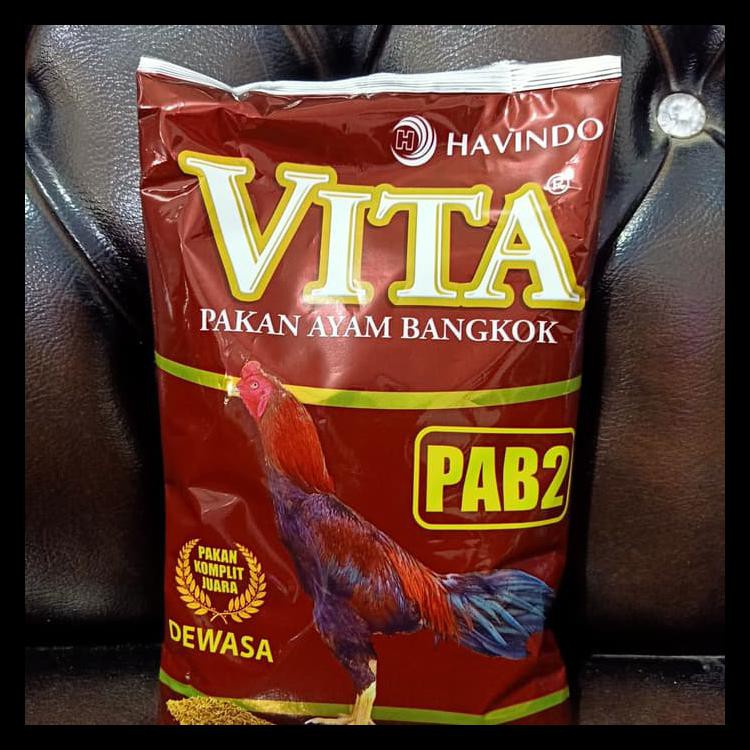 H HAVINDO
VITA®
PAKAN AYAM BANGKOK
PAB2
PAKAN
KOMPLIT
JUARA
DEWASA